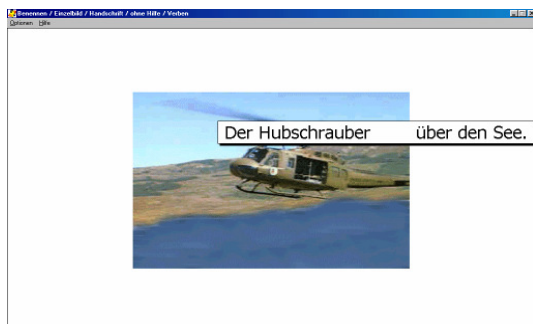 Benennen / Einzelbild / Handschrift / ohne Hilfe / Verben
Optionen Hilfe
Der Hubschrauber über den See.